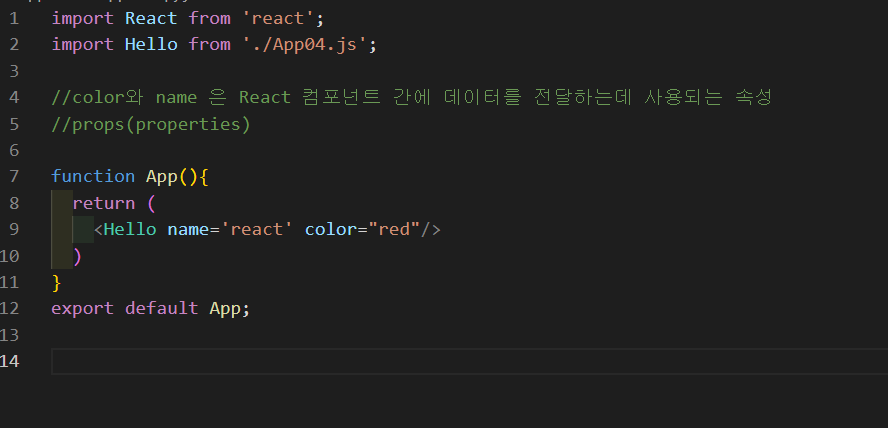 1 import React from 'react';
2 import Hello from './App04.js';
3
4 //color와 name 은 React 컴포넌트 간에 데이터를 전달하는데 사용되는 속성
5 //props(properties)
6
7 function App(){
8 return (
9 <Hello name='react' color="red"/>
10 )
11 }
12 export default App;
13
14